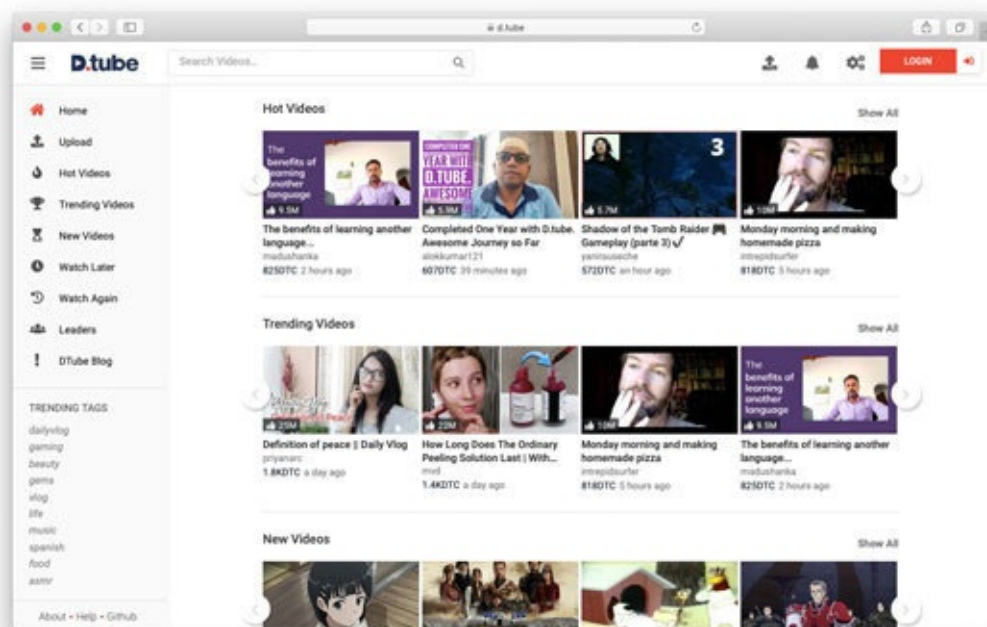 d.tube
D.tube
Search Videos...
LOGIN
Home
Upload
Hot Videos
Trending Videos
New Videos
Watch Later
Watch Again
Leaders
DTube Blog
TRENDING TAGS
dailyvlog
gaming
beauty
gems
vlog
life
music
spanish
food
asmr
About • Help • Github
Hot Videos
Show All
The
benefits of
learning
another
language
9.5M
The benefits of learning another
language...
madushanka
825DTC 2 hours ago
COMPLETED ONE
YEAR WITH
D.TUBE.
AWESOME
5.9M
Completed One Year with D.tube.
Awesome Journey so Far
alokkumar121
607DTC 39 minutes ago
3
5.7M
Shadow of the Tomb Raider 🎮
Gameplay (parte 3) ✓
yanirauseche
572DTC an hour ago
10M
Monday morning and making
homemade pizza
intrepidsurfer
818DTC 5 hours ago
Trending Videos
Show All
Peace
25M
Definition of peace || Daily Vlog
priyanarc
1.8KDTC a day ago
22M
How Long Does The Ordinary
Peeling Solution Last | With...
1.4KDTC a day ago
10M
Monday morning and making
homemade pizza
intrepidsurfer
818DTC 5 hours ago
The
benefits of
learning
another
language
9.5M
The benefits of learning another
language...
madushanka
825DTC 2 hours ago
New Videos
Show All